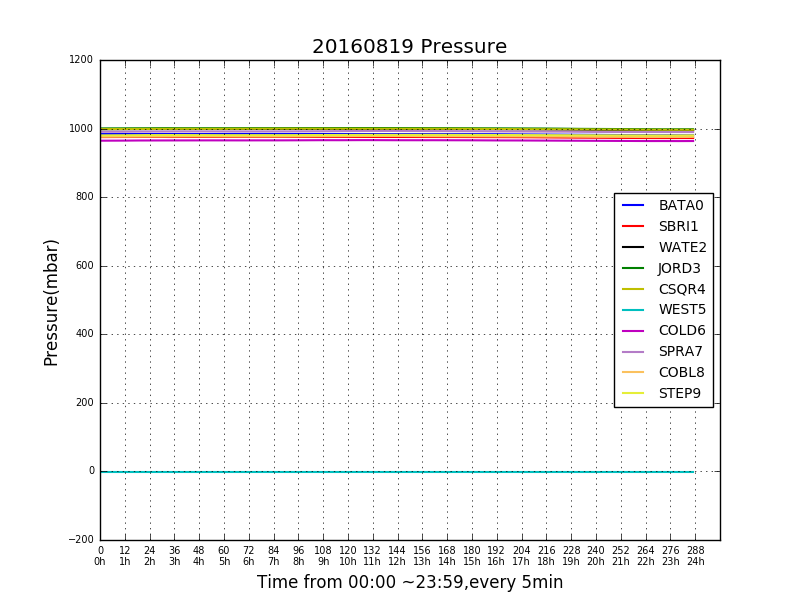 20160819 Pressure
Pressure(mbar)
1200
1000
800
600
400
200
0
−200
BATA0
SBRI1
WATE2
JORD3
CSQR4
WEST5
COLD6
SPRA7
COBL8
STEP9
0 12 24 36 48 60 72 84 96 108 120 132 144 156 168 180 192 204 216 228 240 252 264 276 288
0h 1h 2h 3h 4h 5h 6h 7h 8h 9h 10h 11h 12h 13h 14h 15h 16h 17h 18h 19h 20h 21h 22h 23h 24h
Time from 00:00 ~23:59,every 5min